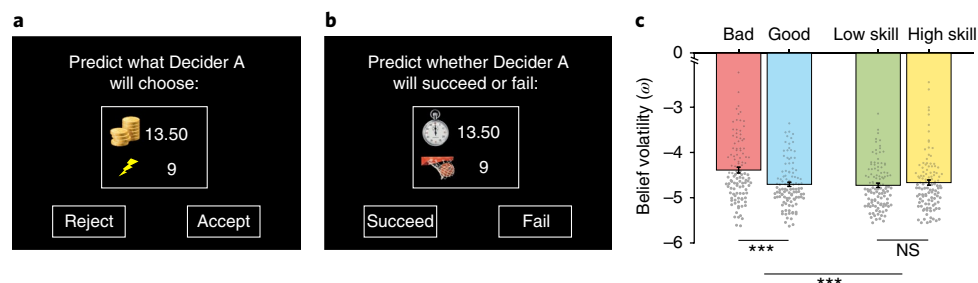 a
Predict what Decider A
will choose:
13.50
9
Reject Accept
b
Predict whether Decider A
will succeed or fail:
13.50
9
Succeed Fail
c
Bad Good Low skill High skill
0
–3
–4
–5
–6
Belief volatility (ω)
*** NS
***